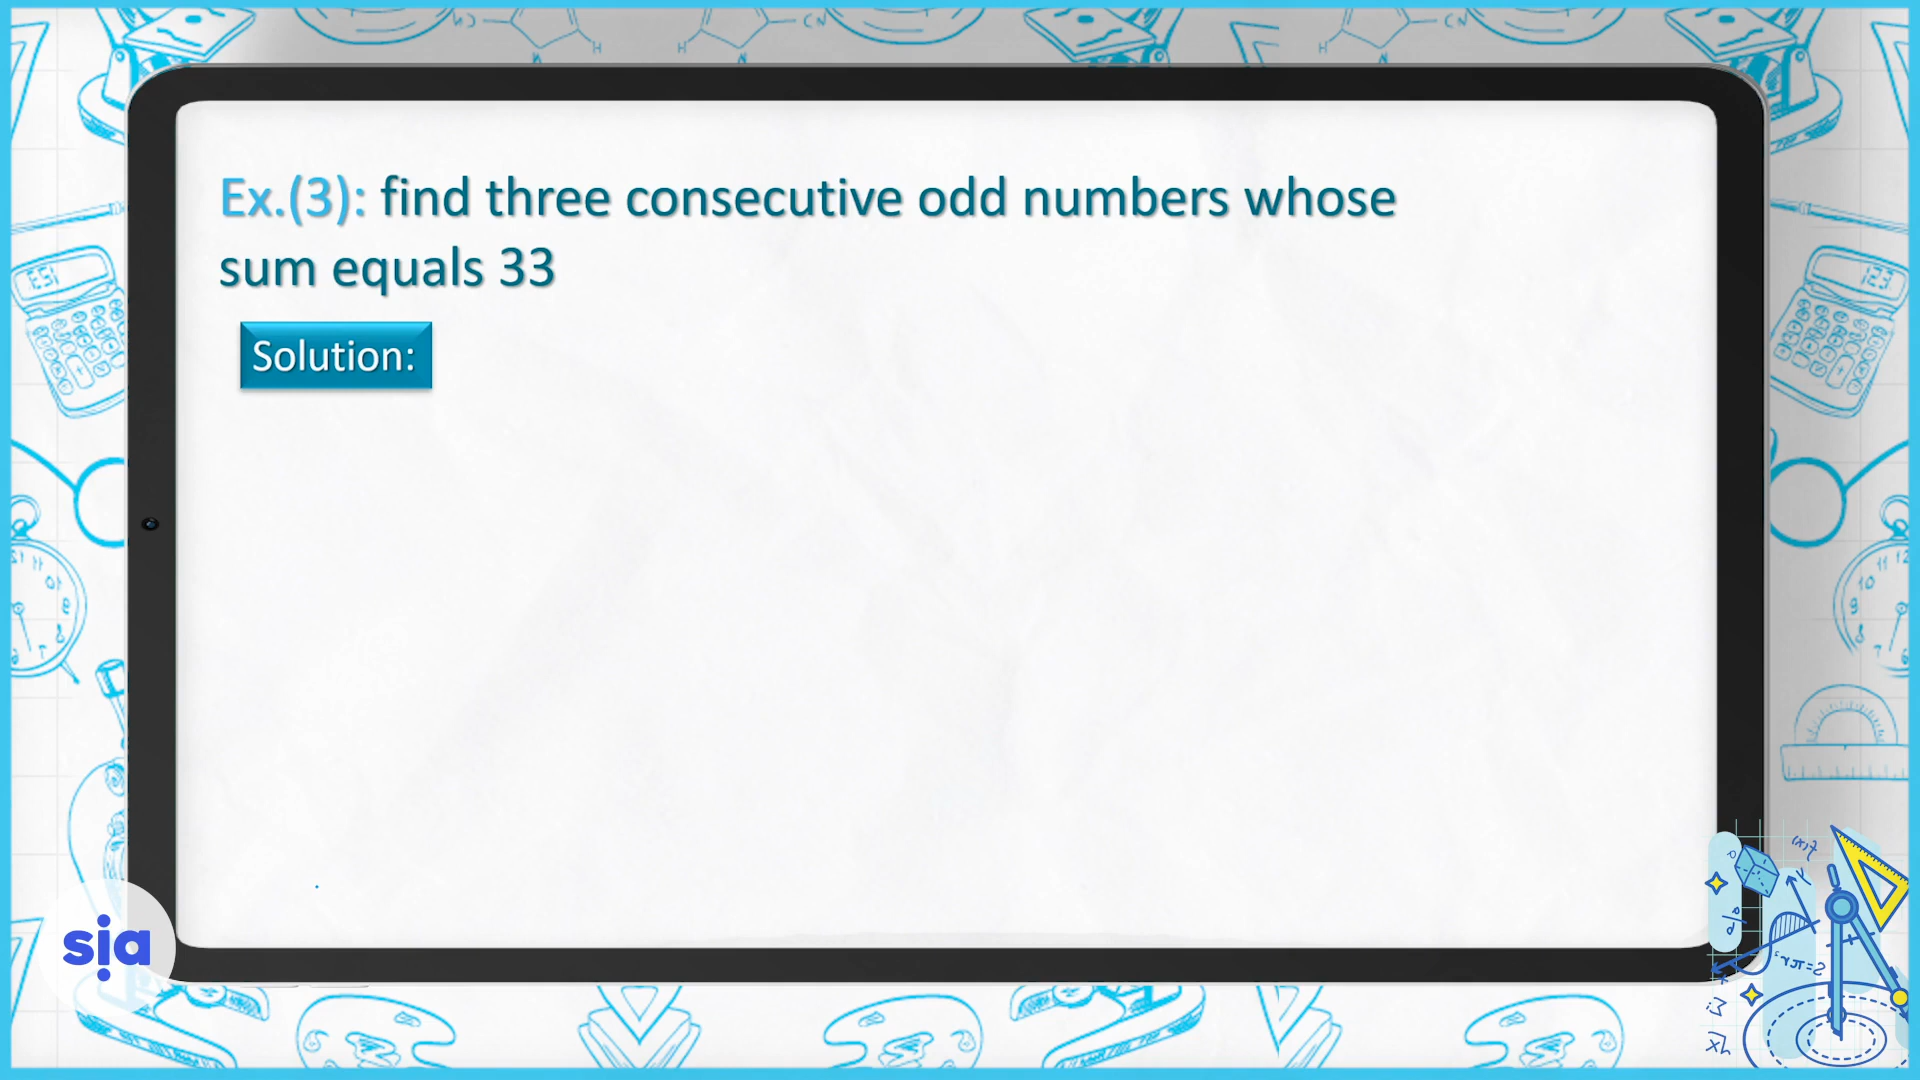 Ex.(3): find three consecutive odd numbers whose
sum equals 33
Solution:
sia